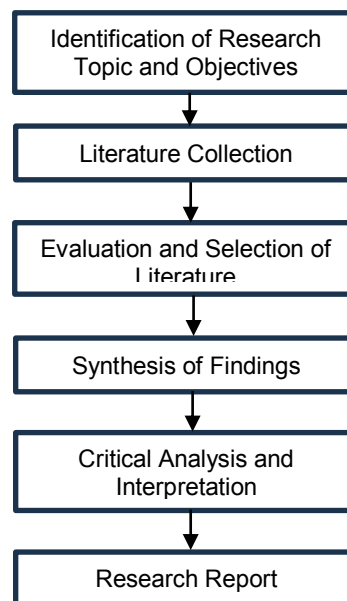 Identification of Research
Topic and Objectives
Literature Collection
Evaluation and Selection of
Literature
Synthesis of Findings
Critical Analysis and
Interpretation
Research Report